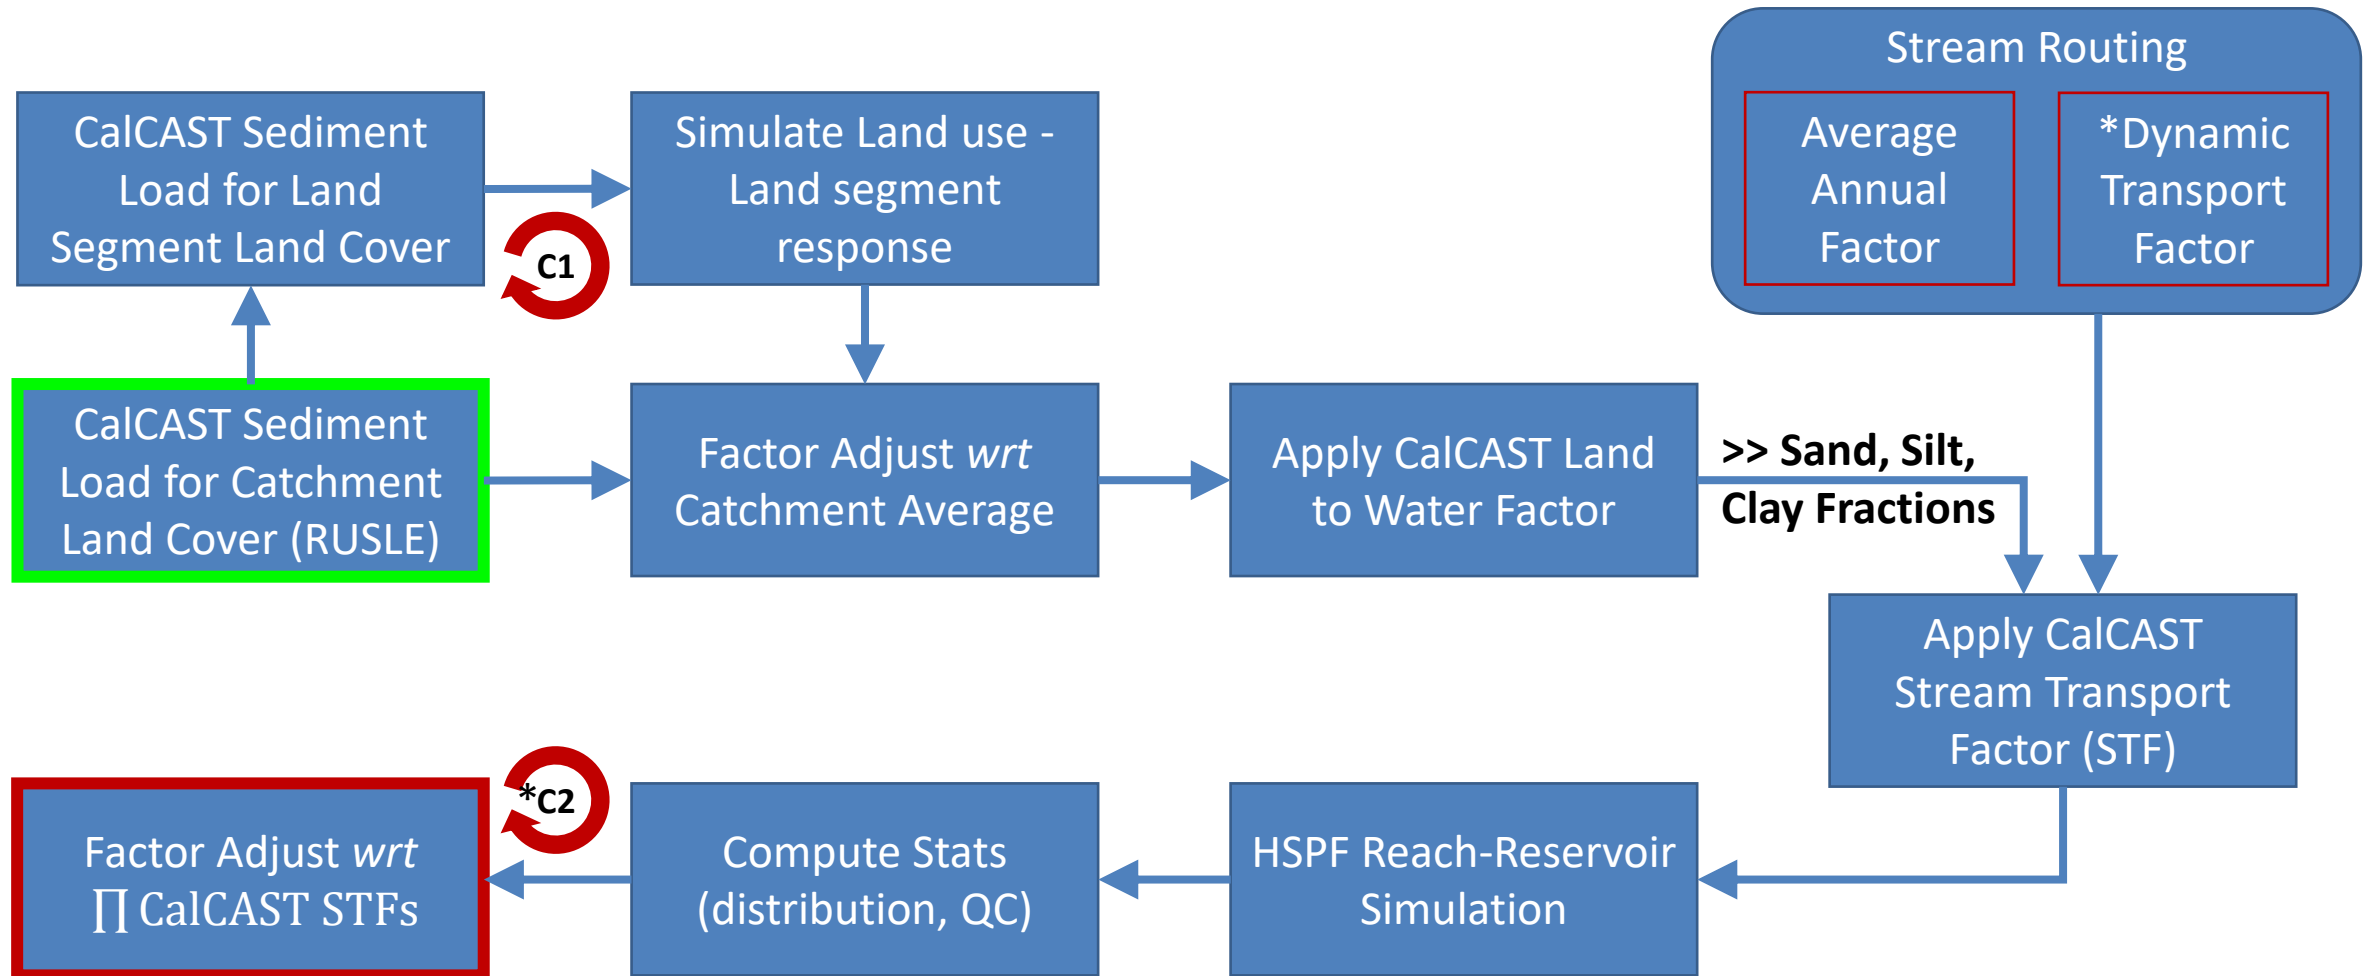 CalCAST Sediment
Load for Land
Segment Land Cover
C1
Simulate Land use -
Land segment
response
Stream Routing
Average
Annual
Factor
*Dynamic
Transport
Factor
CalCAST Sediment
Load for Catchment
Land Cover (RUSLE)
Factor Adjust wrt
Catchment Average
Apply CalCAST Land
to Water Factor
>> Sand, Silt,
Clay Fractions
Apply CalCAST
Stream Transport
Factor (STF)
HSPF Reach-Reservoir
Simulation
Compute Stats
(distribution, QC)
*C2
Factor Adjust wrt
∏ CalCAST STFs